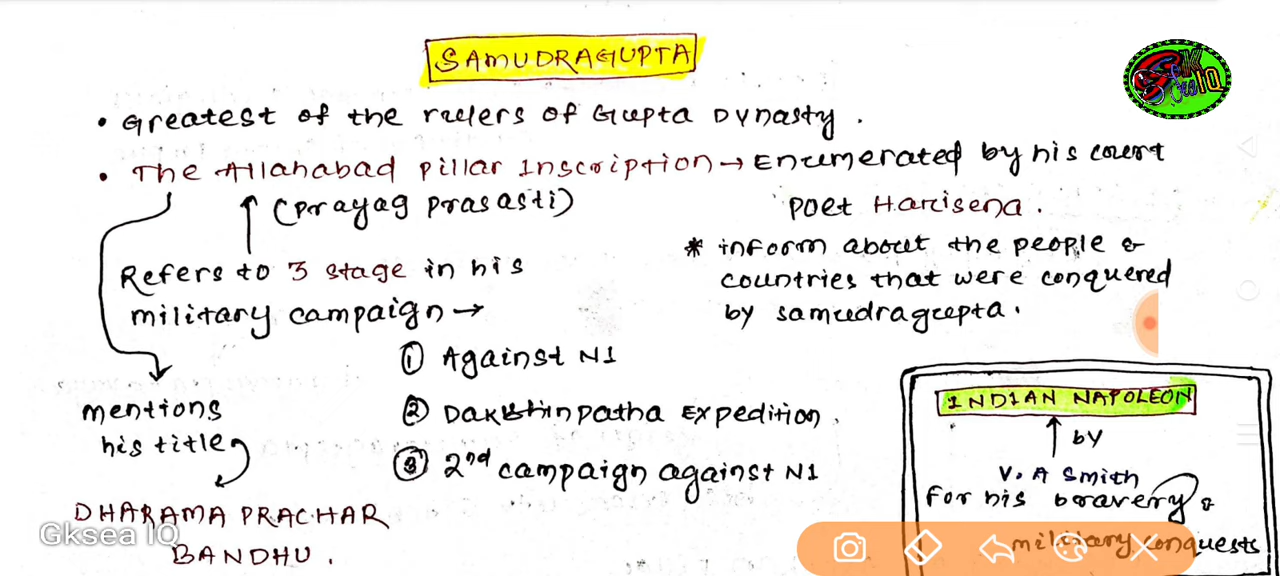 SAMUDRAGUPTA
• Greatest of the rulers of Gupta Dynasty.
• The Allahabad pillar Inscription → Enumerated by his court
(Prayag prasasti)
poet Harisena.
Refers to 3 stage in his
military campaign →
* inform about the people &
countries that were conquered
by samudragupta.
① Against NI
② Dakshinpatha Expedition.
③ 2nd campaign against NI
mentions
his title
DHARAMA PRACHAR
BANDHU.
INDIAN NAPOLEON
by
V. A Smith
For his bravery &
military conquests
Gksea IQ